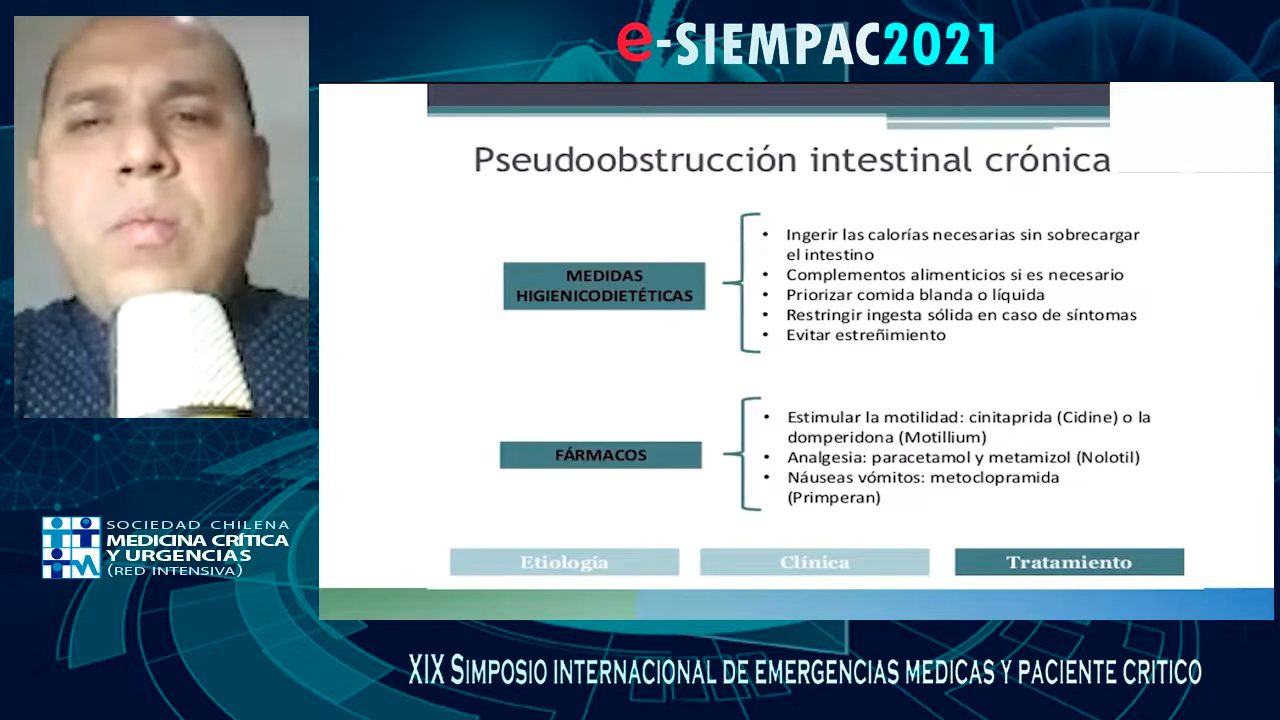 e-SIEMPAC2021
Pseudoobstrucción intestinal crónica
MEDIDAS
HIGIENICODIETÉTICAS
• Ingerir las calorías necesarias sin sobrecargar
el intestino
• Complementos alimenticios si es necesario
• Priorizar comida blanda o líquida
• Restringir ingesta sólida en caso de síntomas
• Evitar estreñimiento
FÁRMACOS
• Estimular la motilidad: cinitaprida (Cidine) o la
domperidona (Motillium)
• Analgesia: paracetamol y metamizol (Nolotil)
• Náuseas vómitos: metoclopramida
(Primperan)
Etiología
Clínica
Tratamiento
SOCIEDAD CHILENA
MEDICINA CRÍTICA
Y URGENCIAS
(RED INTENSIVA)
XIX SIMPOSIO INTERNACIONAL DE EMERGENCIAS MEDICAS Y PACIENTE CRITICO